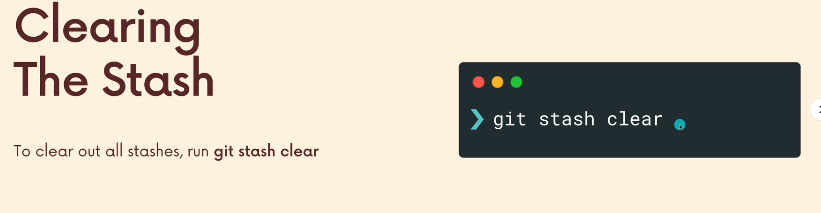 Clearing
The Stash
To clear out all stashes, run git stash clear
❯ git stash clear